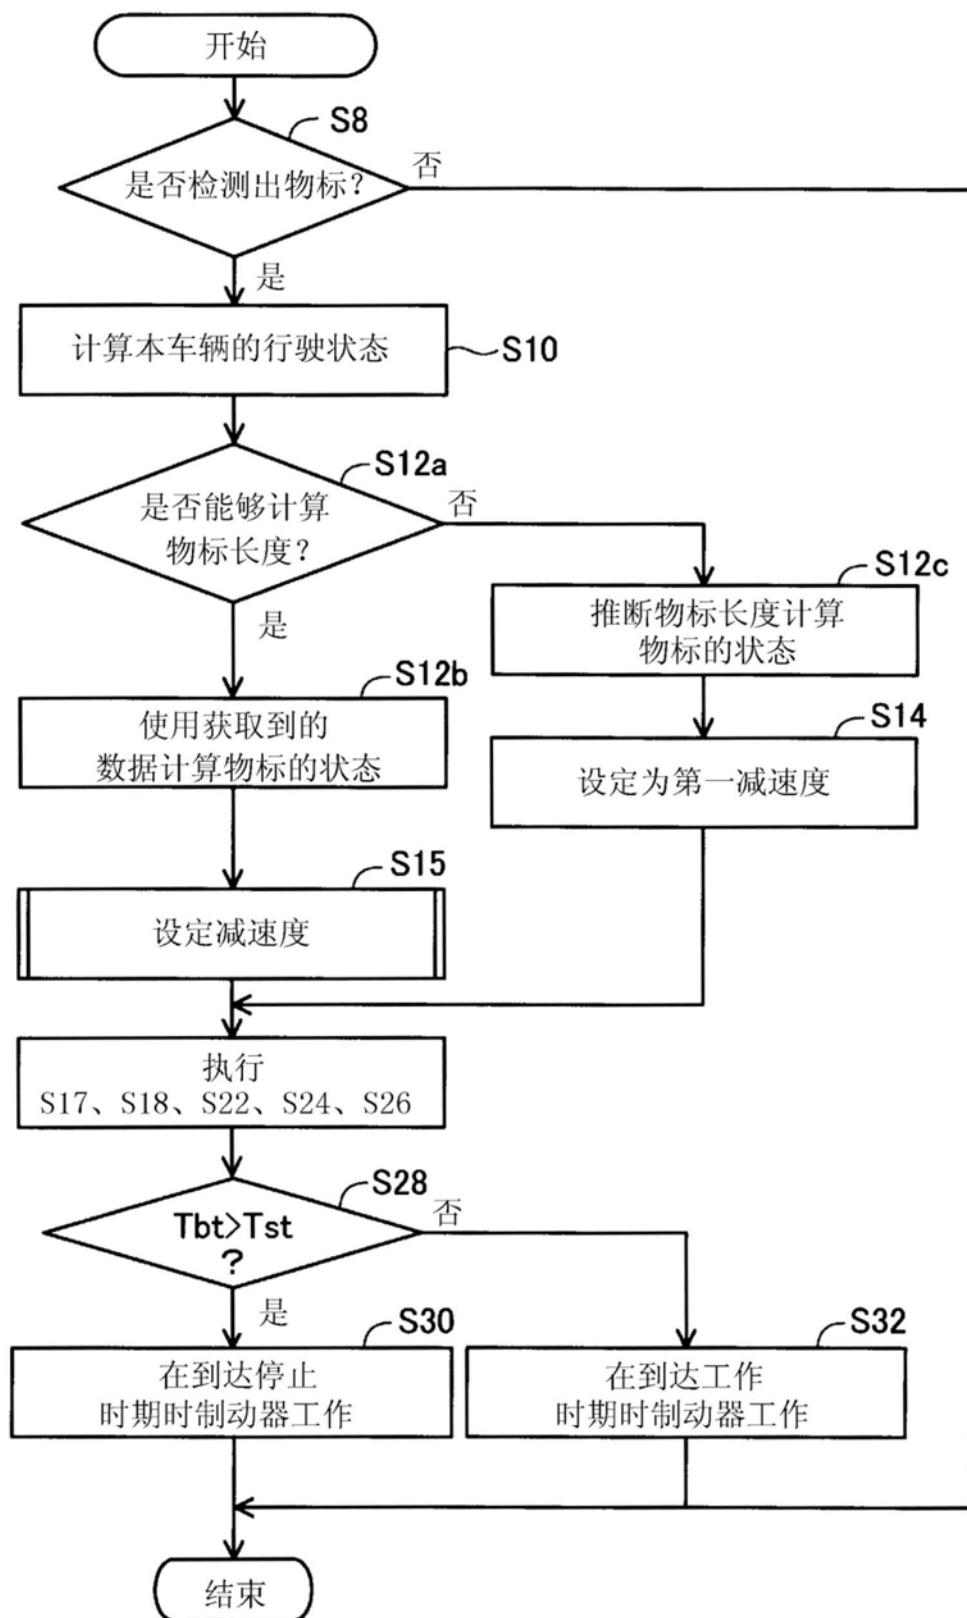 开始
S8
是否检测出物标？
否
是
计算本车辆的行驶状态
S10
S12a
是否能够计算
物标长度？
否
是
S12c
推断物标长度计算
物标的状态
S12b
使用获取到的
数据计算物标的状态
S14
设定为第一减速度
S15
设定减速度
执行
S17、S18、S22、S24、S26
S28
Tbt>Tst
?
否
是
S30
在到达停止
时期时制动器工作
S32
在到达工作
时期时制动器工作
结束